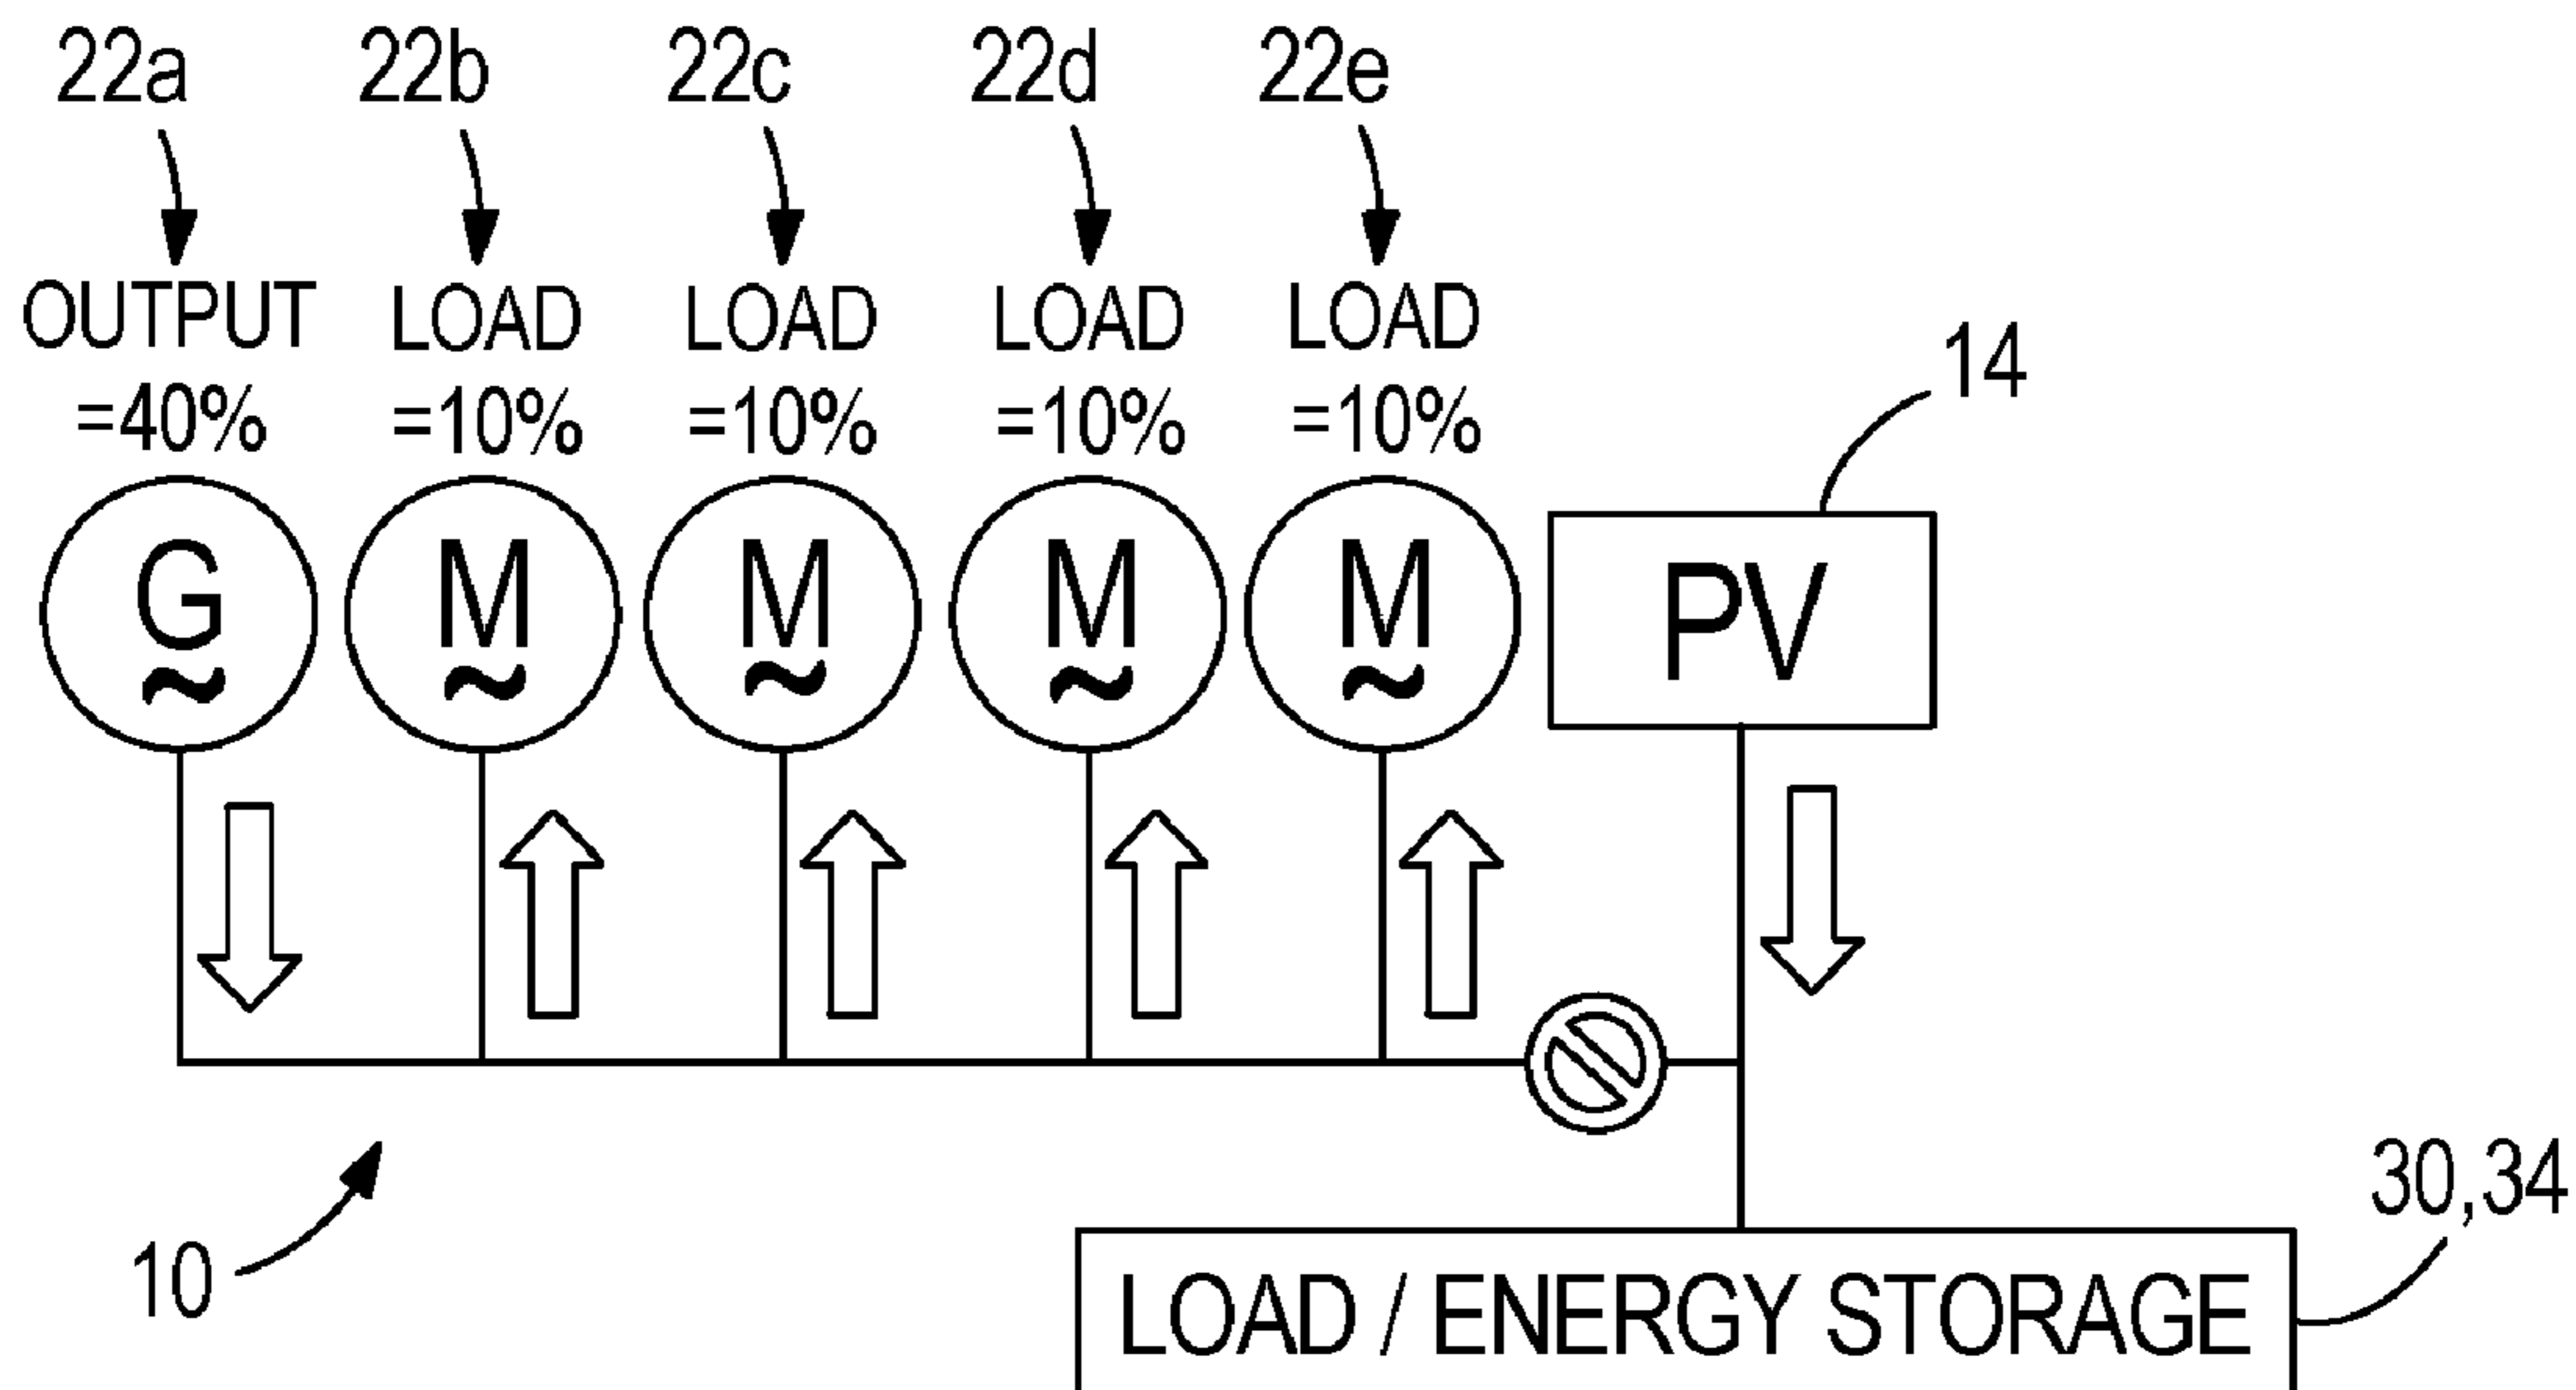 22a 22b 22c 22d 22e
OUTPUT LOAD LOAD LOAD LOAD
=40% =10% =10% =10% =10%
14
G M M M M PV
~ ~ ~ ~ ~
30,34
10
LOAD / ENERGY STORAGE